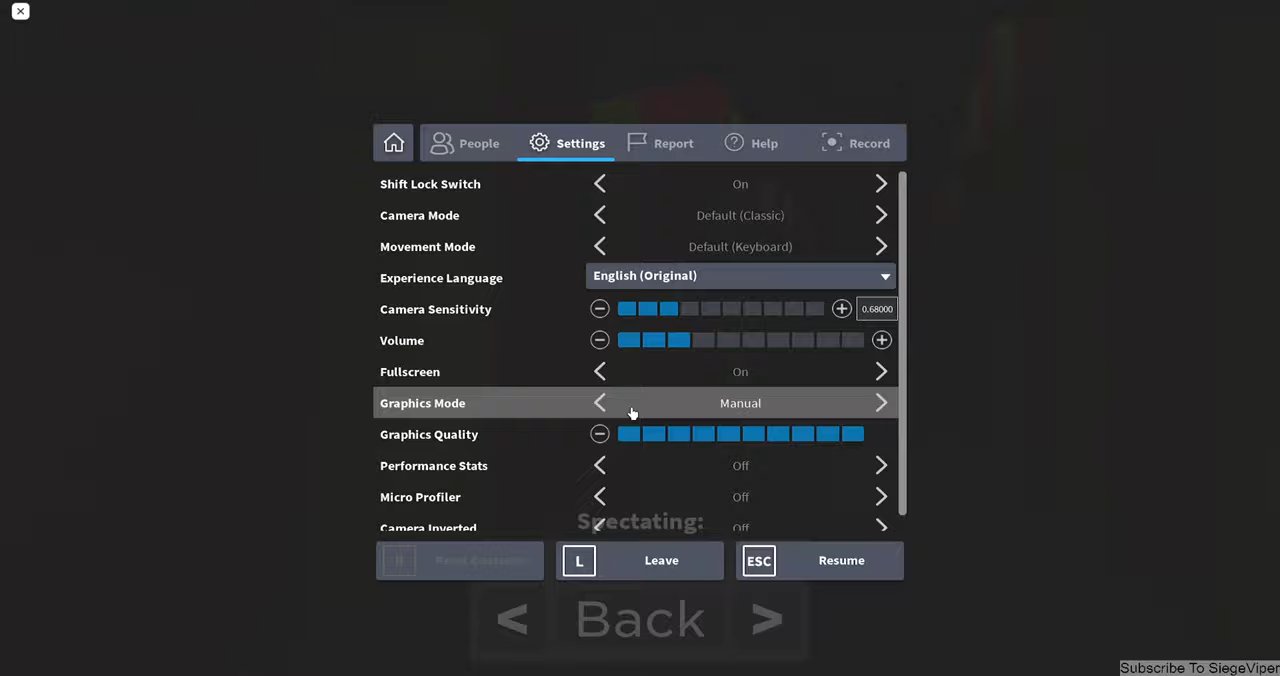 People Settings Report Help Record
Shift Lock Switch On
Camera Mode Default (Classic)
Movement Mode Default (Keyboard)
Experience Language English (Original)
Camera Sensitivity 0.68000
Volume
Fullscreen On
Graphics Mode Manual
Graphics Quality
Performance Stats Off
Micro Profiler Off
Camera Inverted Off
Spectating:
L Leave ESC Resume
< Back >
Subscribe To SiegeViper